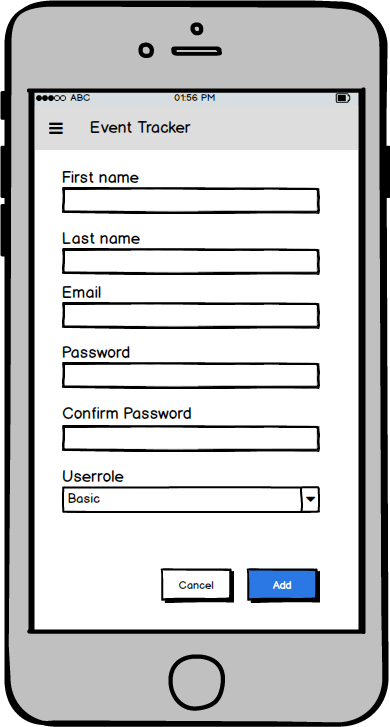 ABC 01:56 PM
Event Tracker
First name
Last name
Email
Password
Confirm Password
Userrole
Basic
Cancel Add